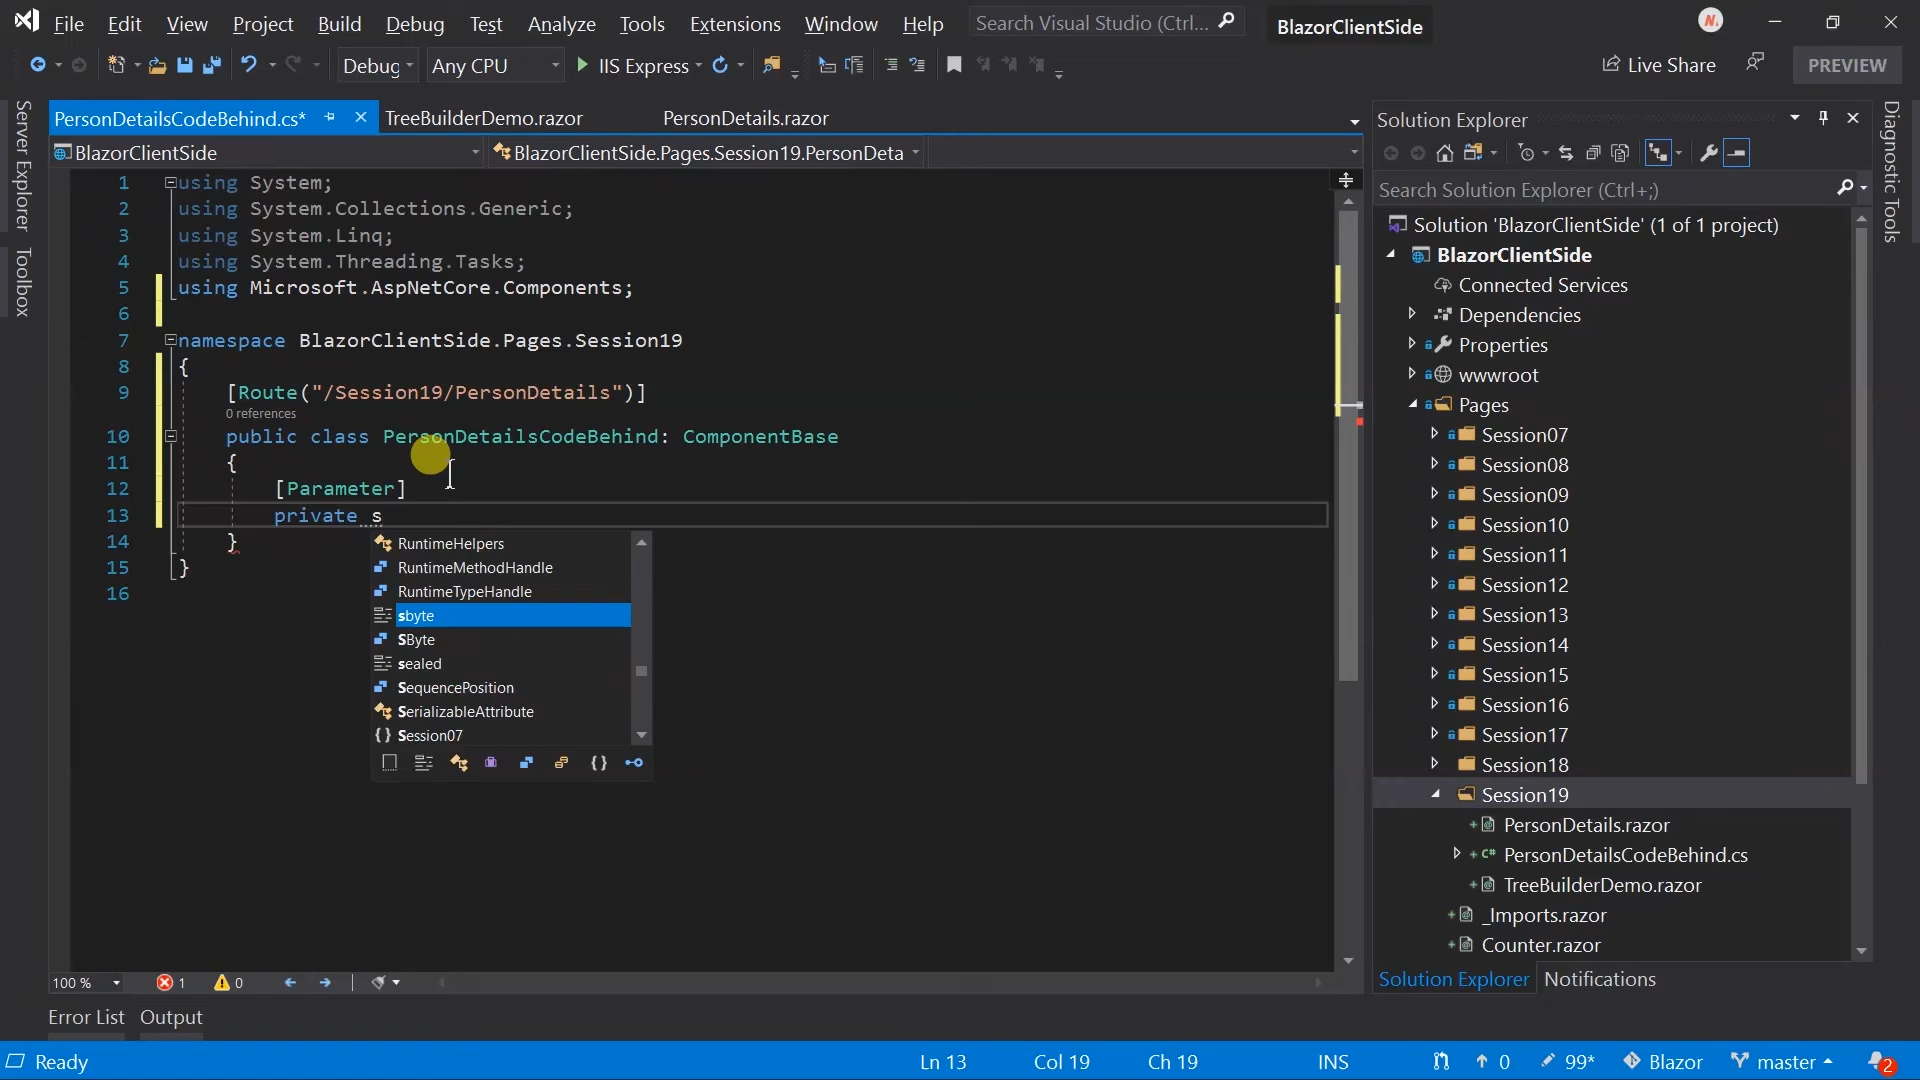 File Edit View Project Build Debug Test Analyze Tools Extensions Window Help Search Visual Studio (Ctrl... BlazorClientSide
Debug Any CPU IIS Express Live Share PREVIEW
Server Explorer
Toolbox
PersonDetailsCodeBehind.cs* TreeBuilderDemo.razor PersonDetails.razor
BlazorClientSide BlazorClientSide.Pages.Session19.PersonDeta
1 using System;
2 using System.Collections.Generic;
3 using System.Linq;
4 using System.Threading.Tasks;
5 using Microsoft.AspNetCore.Components;
6
7 namespace BlazorClientSide.Pages.Session19
8 {
9 [Route("/Session19/PersonDetails")]
0 references
10 public class PersonDetailsCodeBehind: ComponentBase
11 {
12 [Parameter]
13 private s
14 }
15 }
16
RuntimeHelpers
RuntimeMethodHandle
RuntimeTypeHandle
sbyte
SByte
sealed
SequencePosition
SerializableAttribute
{ } Session07
{ }
100 % 1 0
Error List Output
Solution Explorer
Search Solution Explorer (Ctrl+;)
Solution 'BlazorClientSide' (1 of 1 project)
BlazorClientSide
Connected Services
Dependencies
Properties
wwwroot
Pages
Session07
Session08
Session09
Session10
Session11
Session12
Session13
Session14
Session15
Session16
Session17
Session18
Session19
PersonDetails.razor
C# PersonDetailsCodeBehind.cs
TreeBuilderDemo.razor
_Imports.razor
Counter.razor
Solution Explorer Notifications
Diagnostic Tools
Ready Ln 13 Col 19 Ch 19 INS 0 99* Blazor master 2